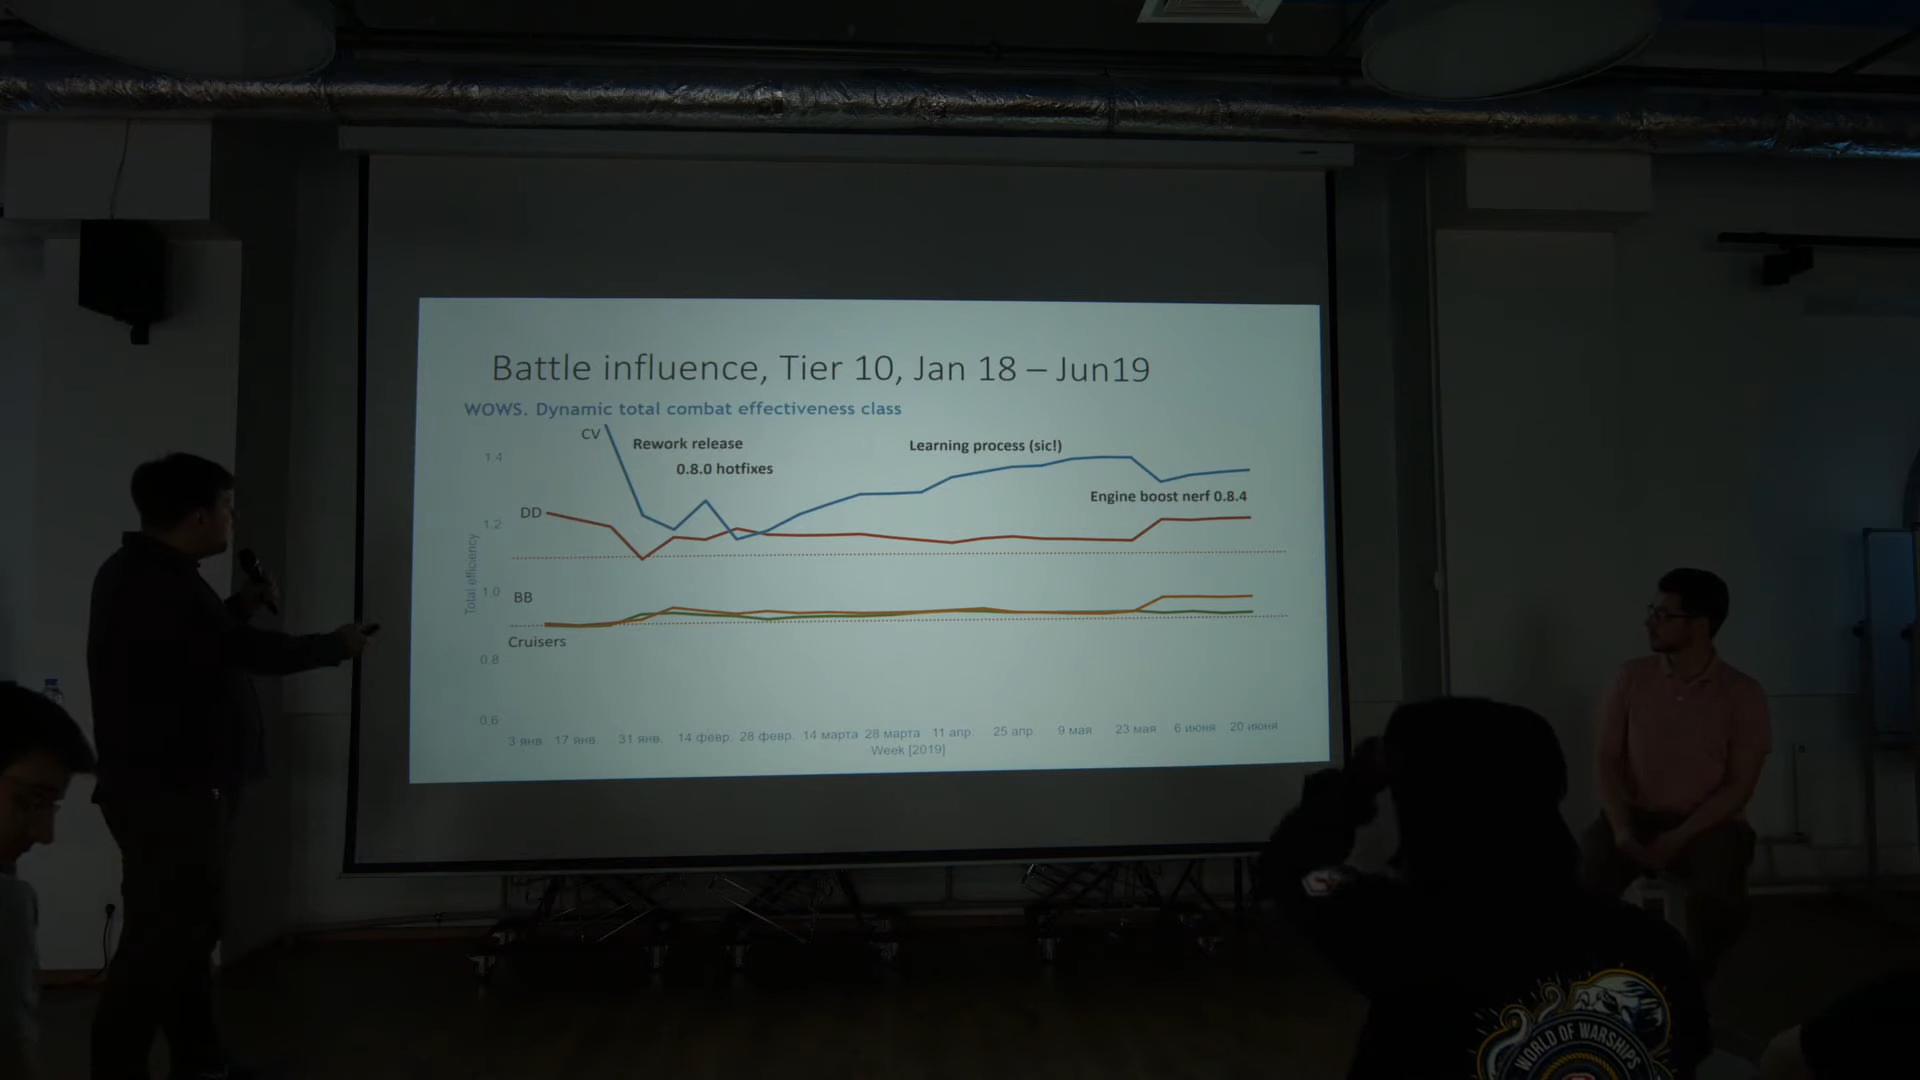 Battle influence, Tier 10, Jan 18 – Jun19
WOWS. Dynamic total combat effectiveness class
CV
Rework release
0.8.0 hotfixes
Learning process (sic!)
Engine boost nerf 0.8.4
1.4
DD
1.2
Total efficiency
1.0
BB
Cruisers
0.8
0.6
3 янв. 17 янв. 31 янв. 14 февр. 28 февр. 14 марта 28 марта 11 апр. 25 апр. 9 мая 23 мая 6 июня 20 июня
Week [2019]
WORLD OF WARSHIPS